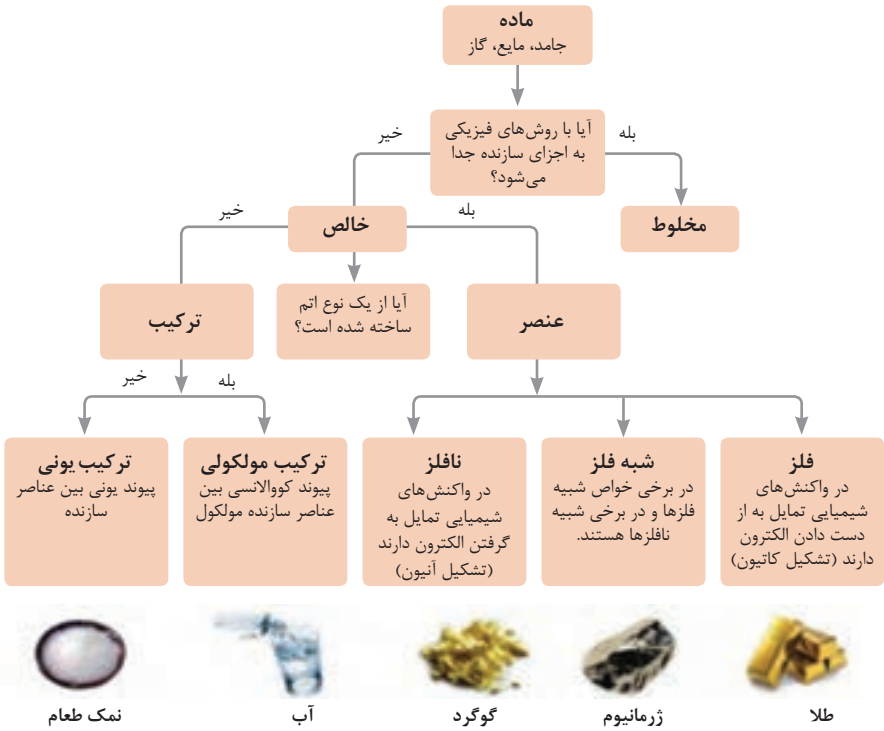 ماده
جامد، مایع، گاز
آیا با روش‌های فیزیکی
به اجزای سازنده جدا
می‌شود؟
بله
خیر
مخلوط
خالص
بله
خیر
عنصر
آیا از یک نوع اتم
ساخته شده است؟
ترکیب
بله
خیر
فلز
در واکنش‌های
شیمیایی تمایل به از
دست دادن الکترون
دارند (تشکیل کاتیون)
شبه فلز
در برخی خواص شبیه
فلزها و در برخی شبیه
نافلزها هستند.
نافلز
در واکنش‌های
شیمیایی تمایل به
گرفتن الکترون دارند
(تشکیل آنیون)
ترکیب مولکولی
پیوند کووالانسی بین
عناصر سازنده مولکول
ترکیب یونی
پیوند یونی بین عناصر
سازنده
طلا
ژرمانیوم
گوگرد
آب
نمک طعام